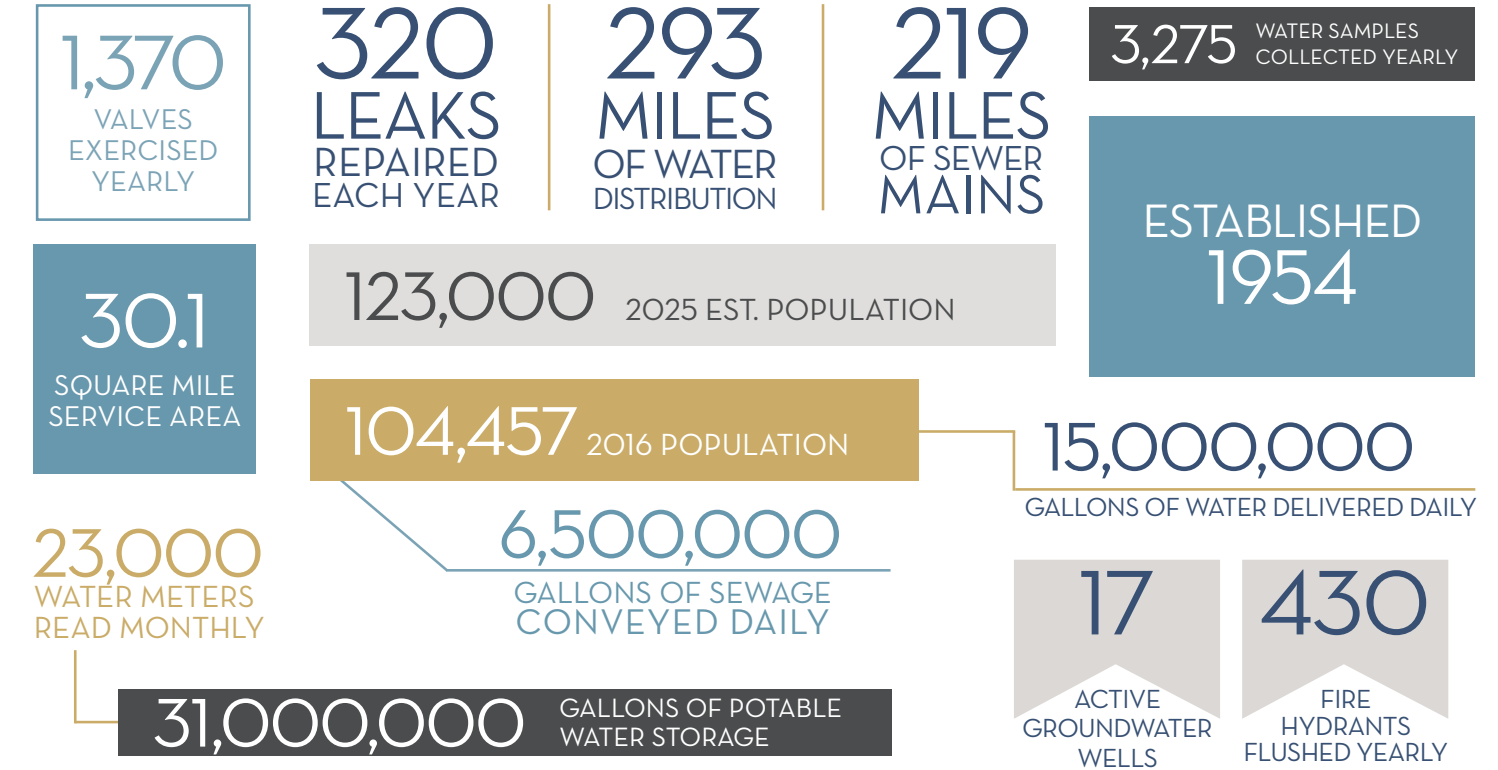 1,370
VALVES
EXERCISED
YEARLY
320
LEAKS
REPAIRED
EACH YEAR
293
MILES
OF WATER
DISTRIBUTION
219
MILES
OF SEWER
MAINS
3,275
WATER SAMPLES
COLLECTED YEARLY
ESTABLISHED
1954
30.1
SQUARE MILE
SERVICE AREA
123,000 2025 EST. POPULATION
104,457 2016 POPULATION
15,000,000
GALLONS OF WATER DELIVERED DAILY
6,500,000
GALLONS OF SEWAGE
CONVEYED DAILY
23,000
WATER METERS
READ MONTHLY
31,000,000
GALLONS OF POTABLE
WATER STORAGE
17
ACTIVE
GROUNDWATER
WELLS
430
FIRE
HYDRANTS
FLUSHED YEARLY